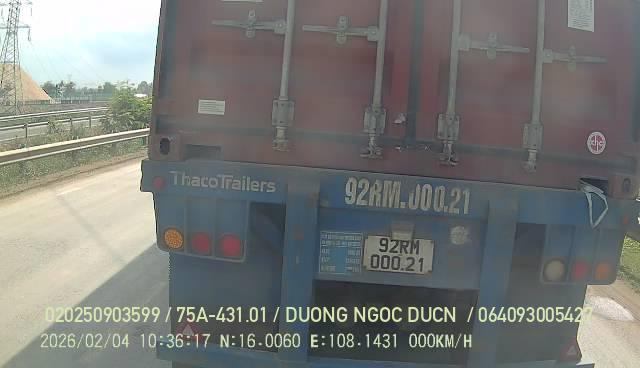 ThacoTrailers
92RM.000.21
92RM
000.21
020250903599 / 75A-431.01 / DUONG NGOC DUCN / 064093005427
2026/02/04 10:36:17 N:16.0060 E:108.1431 000KM/H